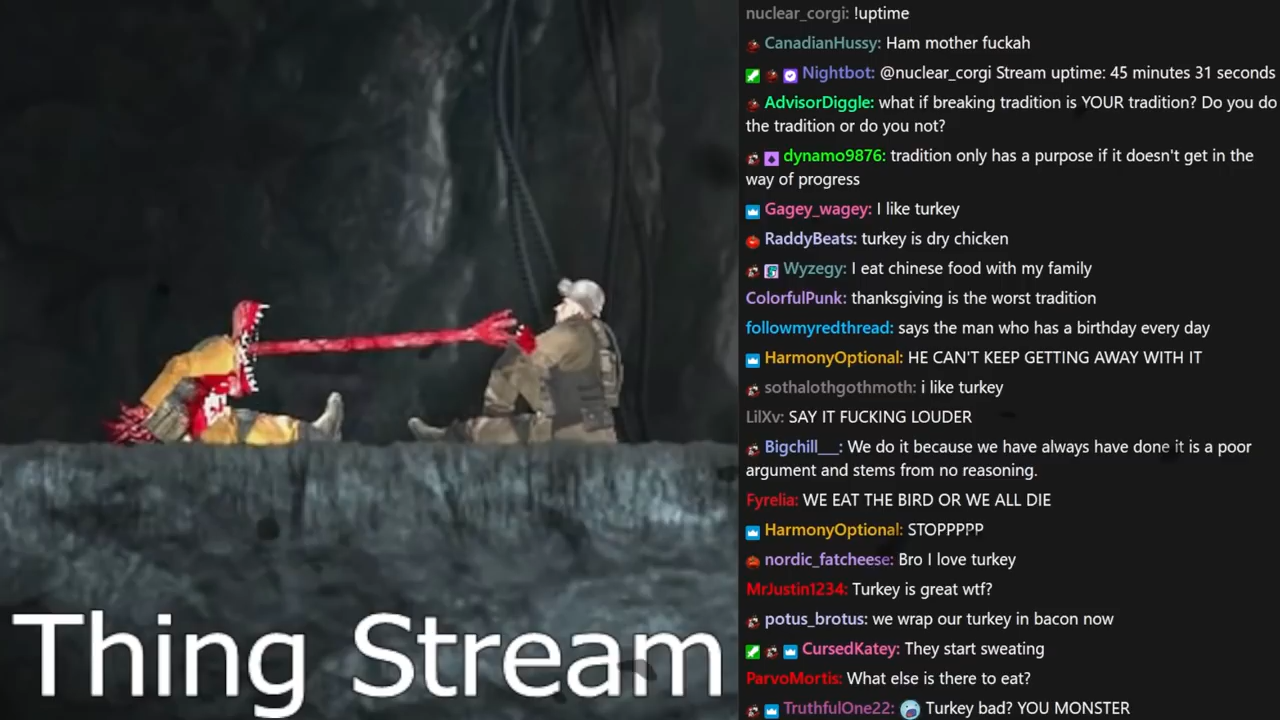 nuclear_corgi: !uptime
CanadianHussy: Ham mother fuckah
Nightbot: @nuclear_corgi Stream uptime: 45 minutes 31 seconds
AdvisorDiggle: what if breaking tradition is YOUR tradition? Do you do
the tradition or do you not?
dynamo9876: tradition only has a purpose if it doesn't get in the
way of progress
Gagey_wagey: I like turkey
RaddyBeats: turkey is dry chicken
Wyzegy: I eat chinese food with my family
ColorfulPunk: thanksgiving is the worst tradition
followmyredthread: says the man who has a birthday every day
HarmonyOptional: HE CAN'T KEEP GETTING AWAY WITH IT
sothalothgothmoth: i like turkey
LilXv: SAY IT FUCKING LOUDER
Bigchill___: We do it because we have always have done it is a poor
argument and stems from no reasoning.
Fyrelia: WE EAT THE BIRD OR WE ALL DIE
HarmonyOptional: STOPPPPP
nordic_fatcheese: Bro I love turkey
MrJustin1234: Turkey is great wtf?
potus_brotus: we wrap our turkey in bacon now
CursedKatey: They start sweating
ParvoMortis: What else is there to eat?
TruthfulOne22: Turkey bad? YOU MONSTER
Thing Stream